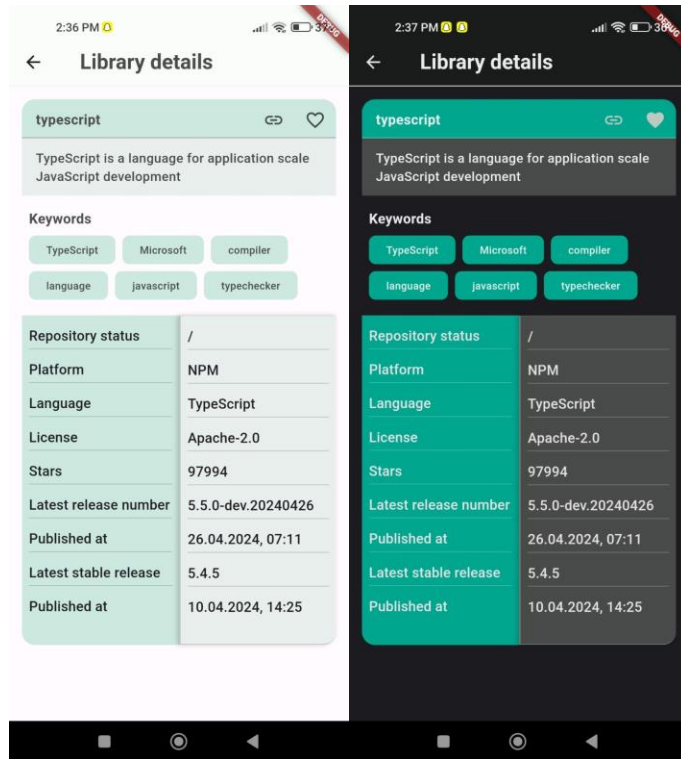 2:36 PM
DEBUG
Library details
typescript
TypeScript is a language for application scale
JavaScript development
Keywords
TypeScript Microsoft compiler
language javascript typechecker
Repository status /
Platform NPM
Language TypeScript
License Apache-2.0
Stars 97994
Latest release number 5.5.0-dev.20240426
Published at 26.04.2024, 07:11
Latest stable release 5.4.5
Published at 10.04.2024, 14:25
2:37 PM
DEBUG
Library details
typescript
TypeScript is a language for application scale
JavaScript development
Keywords
TypeScript Microsoft compiler
language javascript typechecker
Repository status /
Platform NPM
Language TypeScript
License Apache-2.0
Stars 97994
Latest release number 5.5.0-dev.20240426
Published at 26.04.2024, 07:11
Latest stable release 5.4.5
Published at 10.04.2024, 14:25